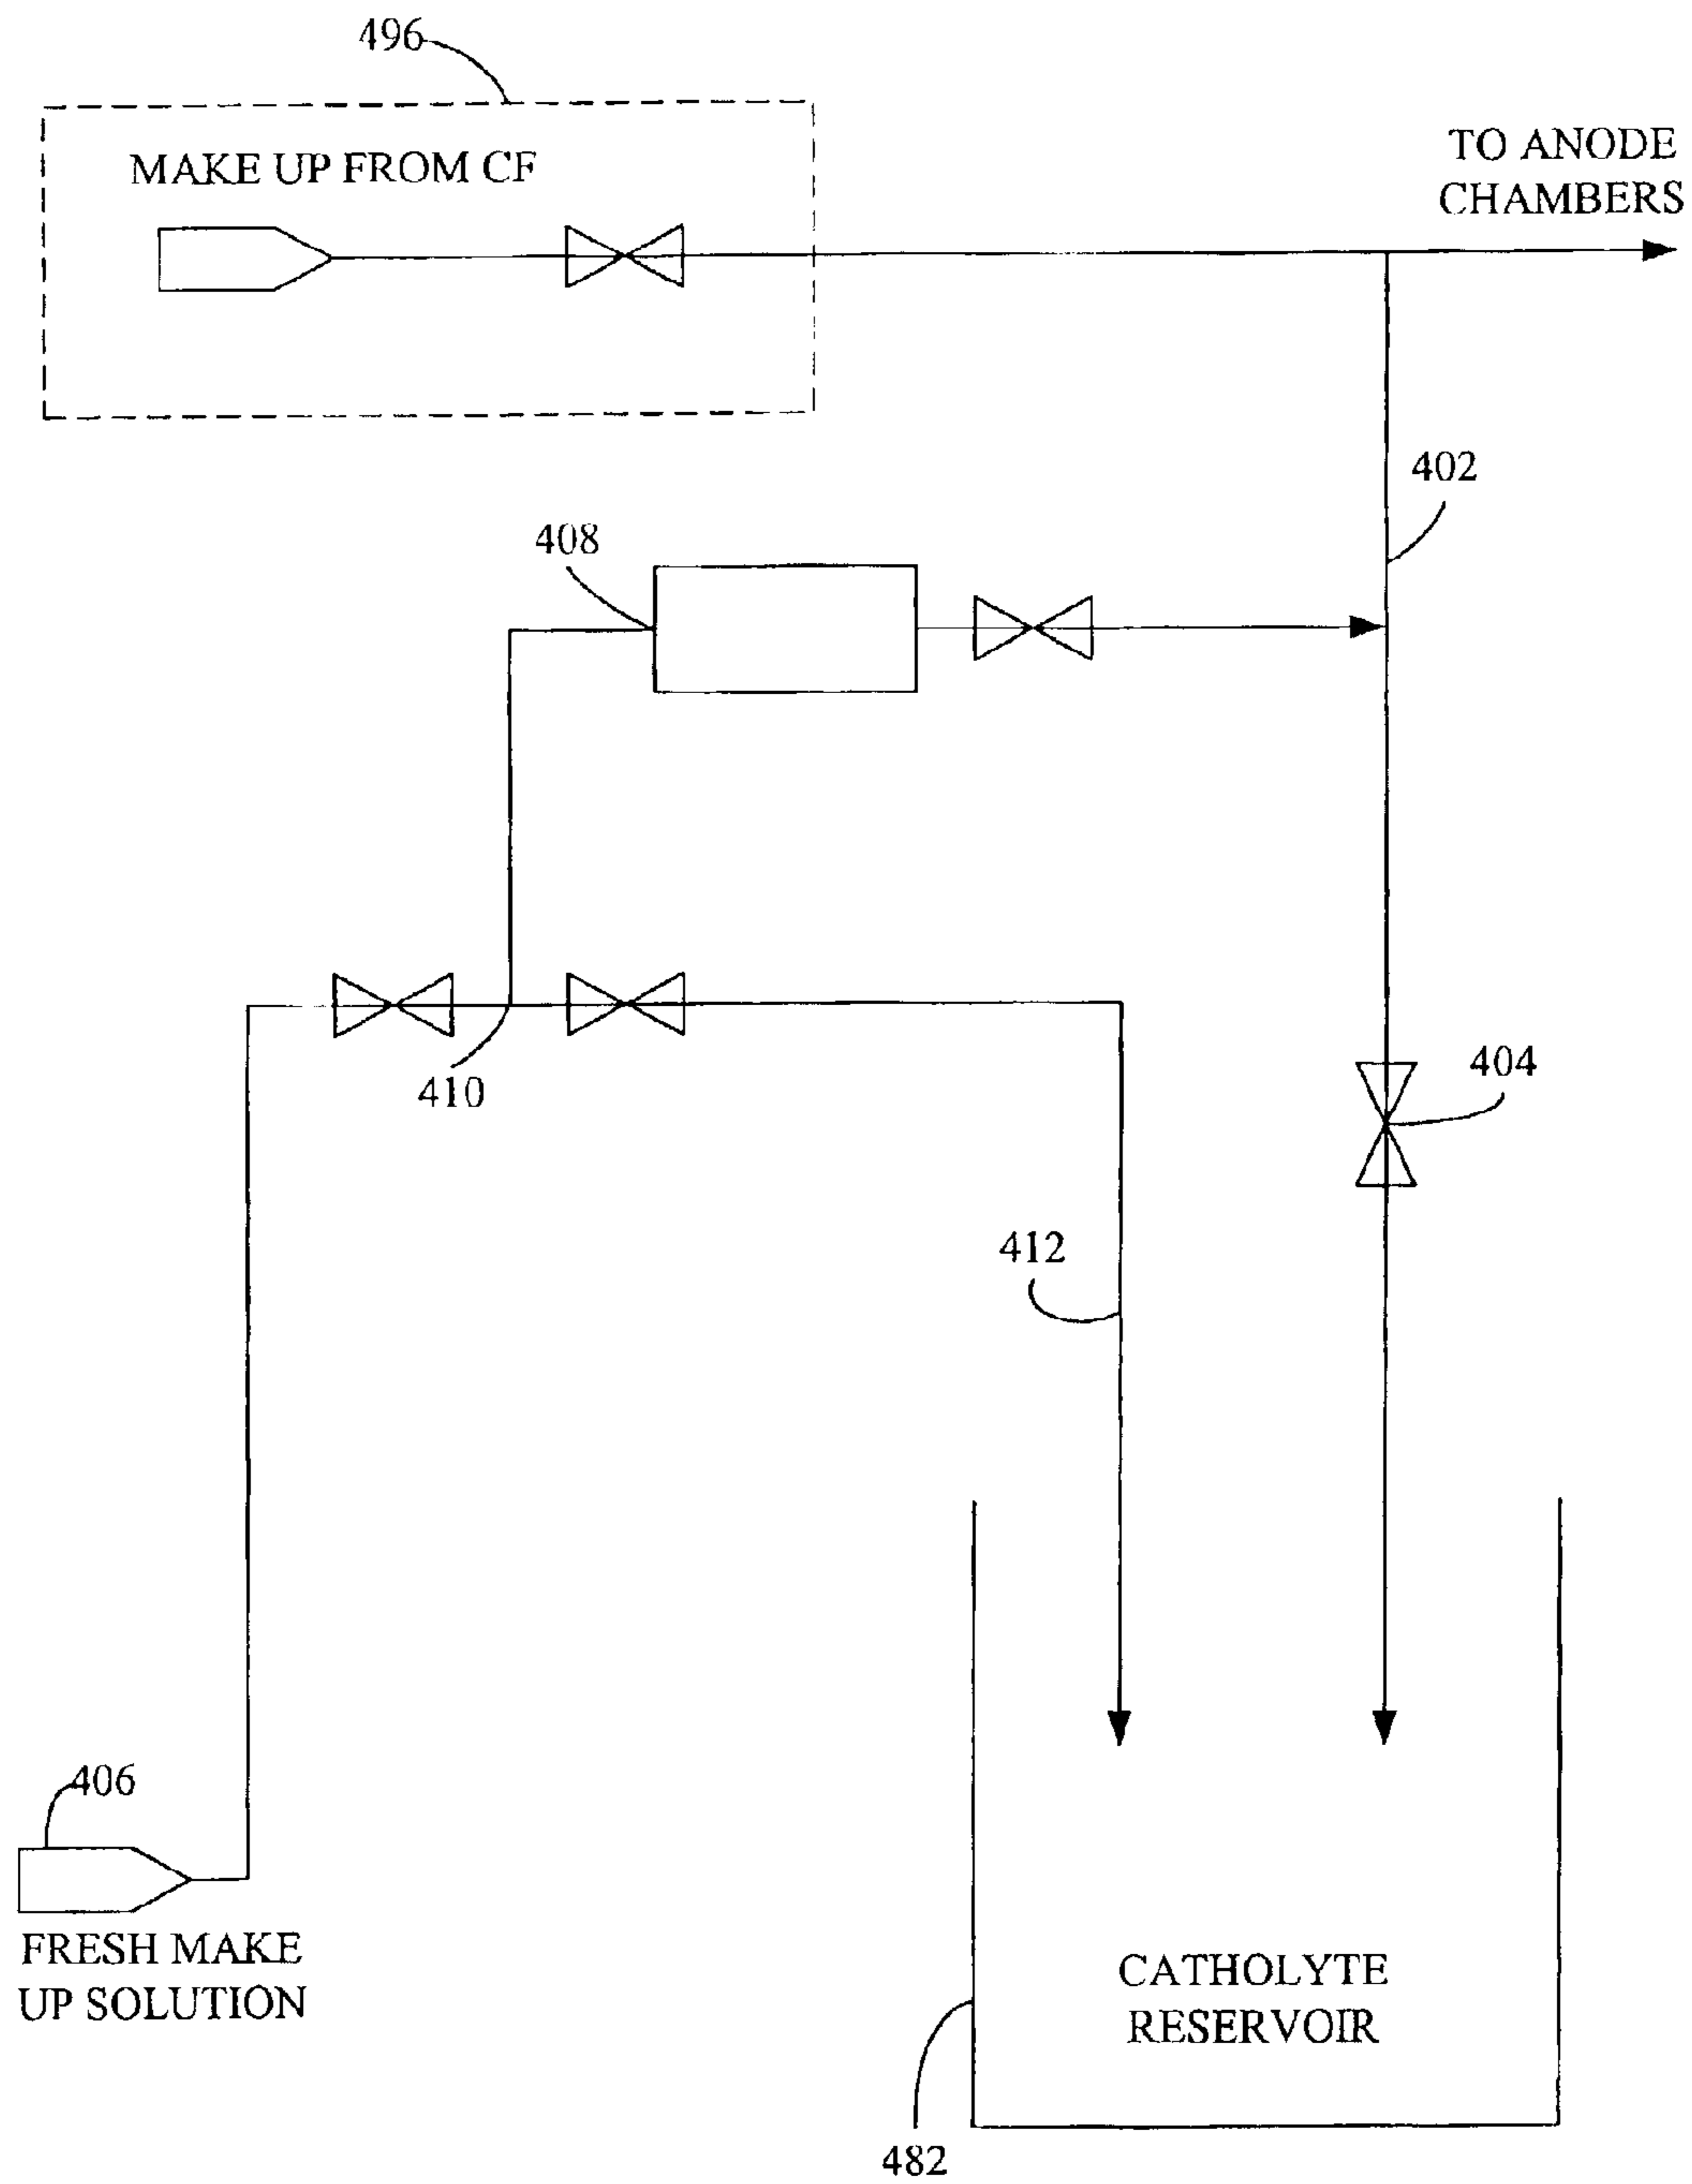 496
MAKE UP FROM CF
TO ANODE
CHAMBERS
402
408
410
404
412
406
FRESH MAKE
UP SOLUTION
CATHOLYTE
RESERVOIR
482